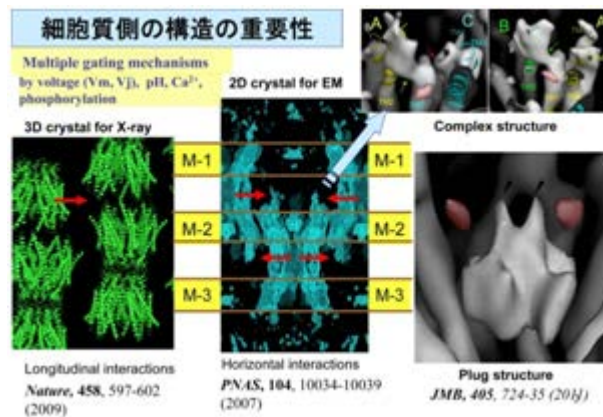 細胞質側の構造の重要性
Multiple gating mechanisms
by voltage (Vm, Vj), pH, Ca²⁺,
phosphorylation
2D crystal for EM
3D crystal for X-ray
A
C
B
A
Complex structure
M-1
M-1
M-2
M-2
M-3
M-3
Longitudinal interactions
Nature, 458, 597-602
(2009)
Horizontal interactions
PNAS, 104, 10034-10039
(2007)
Plug structure
JMB, 405, 724-35